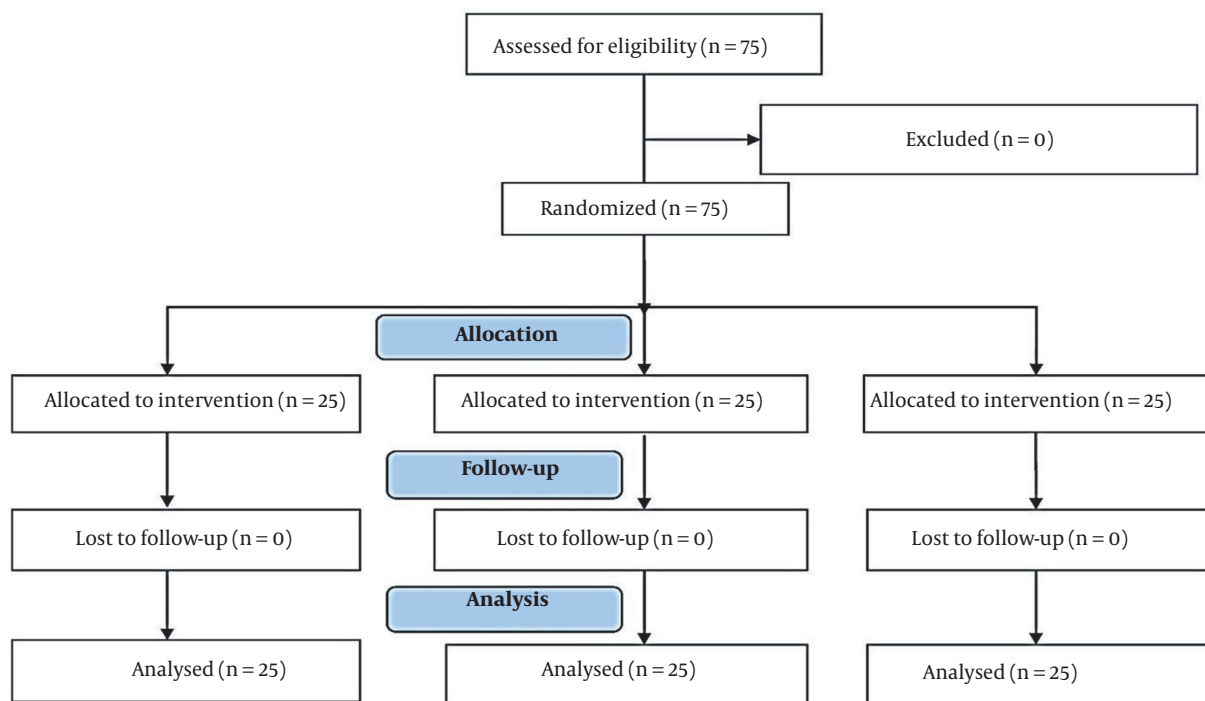 Assessed for eligibility (n = 75)
Excluded (n = 0)
Randomized (n = 75)
Allocation
Allocated to intervention (n = 25)
Allocated to intervention (n = 25)
Allocated to intervention (n = 25)
Follow-up
Lost to follow-up (n = 0)
Lost to follow-up (n = 0)
Lost to follow-up (n = 0)
Analysis
Analysed (n = 25)
Analysed (n = 25)
Analysed (n = 25)